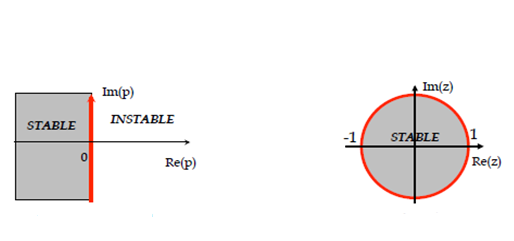 Im(p)
STABLE
INSTABLE
0
Re(p)
Im(z)
-1
STABLE
1
Re(z)